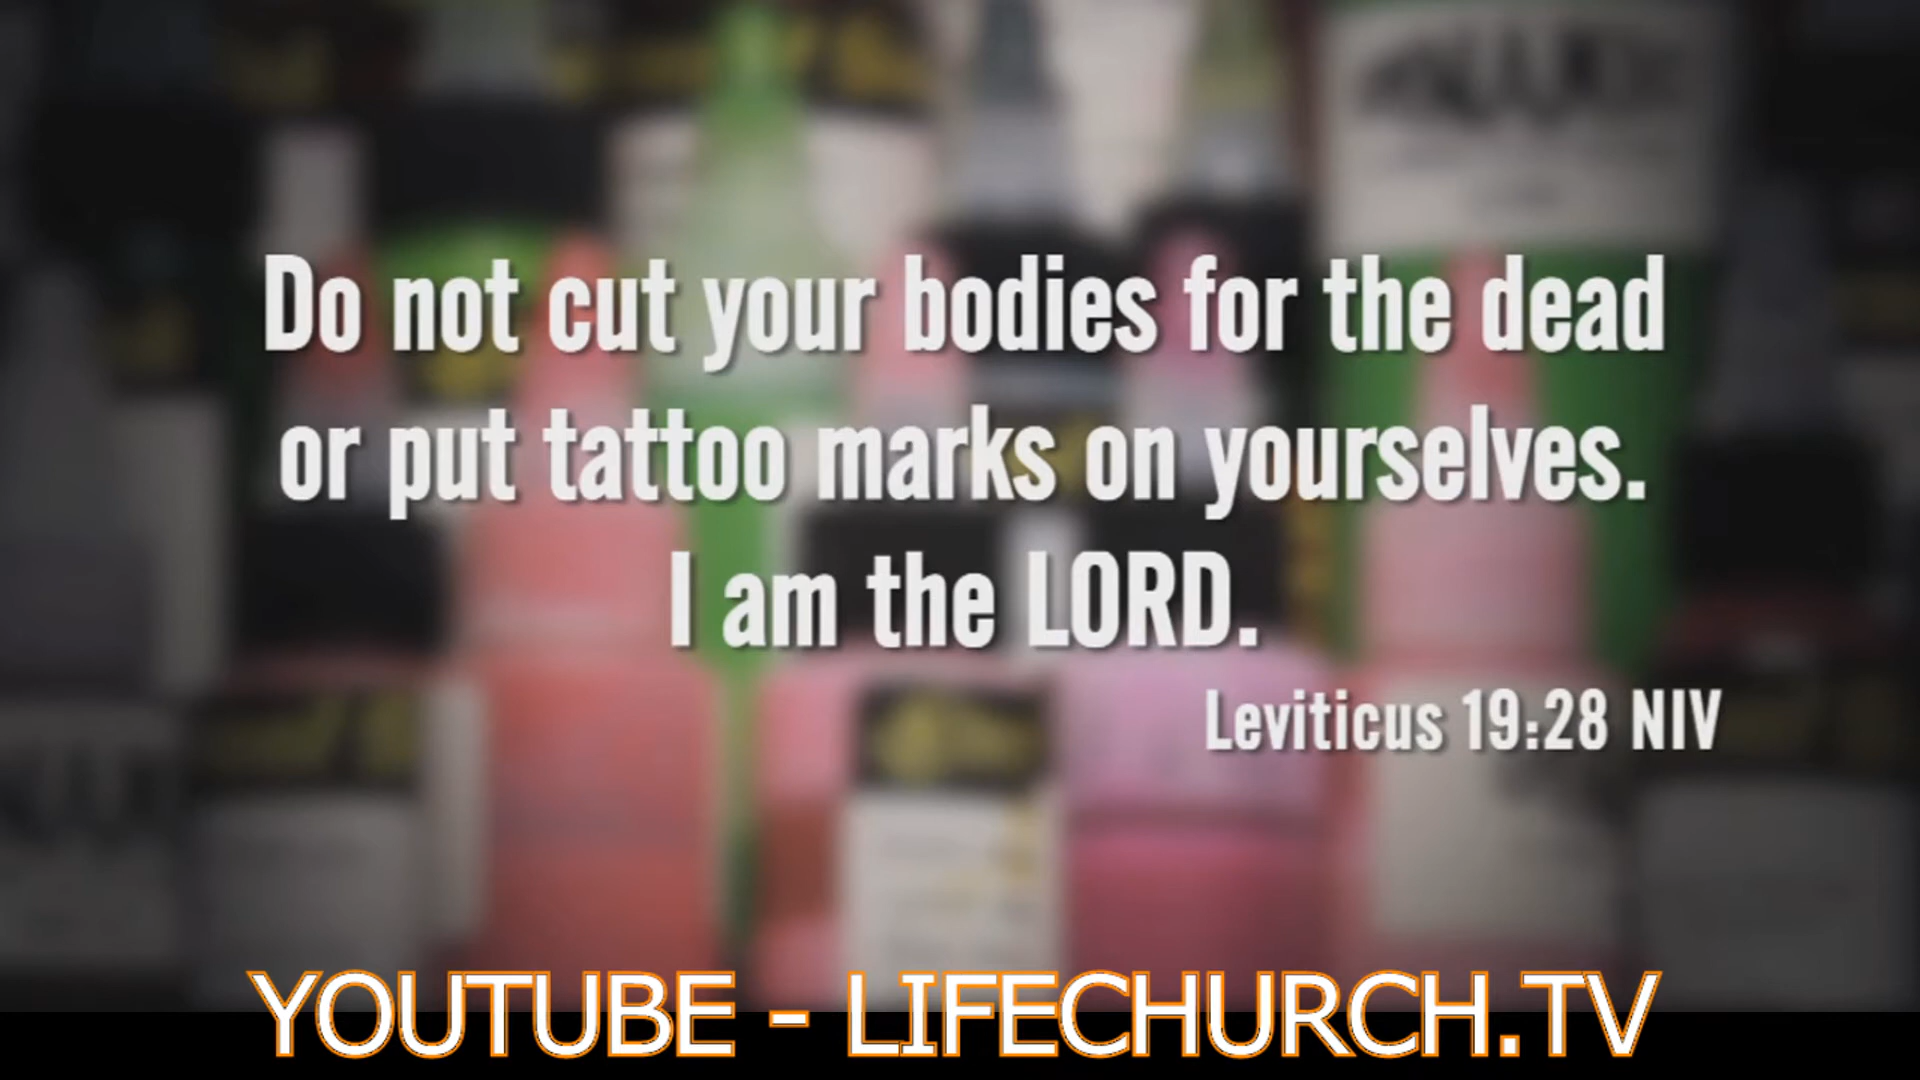 Do not cut your bodies for the dead
or put tattoo marks on yourselves.
I am the LORD.
Leviticus 19:28 NIV
YOUTUBE - LIFECHURCH.TV